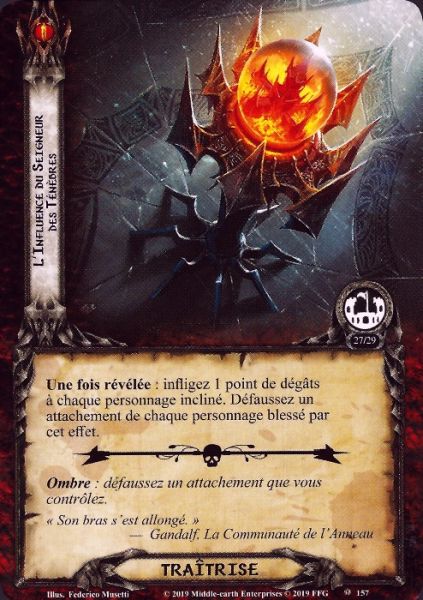 L'INFLUENCE DU SEIGNEUR
DES TÉNÈBRES
27/29
Une fois révélée : infligez 1 point de dégâts
à chaque personnage incliné. Défaussez un
attachement de chaque personnage blessé par
cet effet.
Ombre : défaussez un attachement que vous
contrôlez.
« Son bras s'est allongé. »
— Gandalf, La Communauté de l'Anneau
TRAÎTRISE
Illus. Federico Musetti
© 2019 Middle-earth Enterprises © 2019 FFG
157